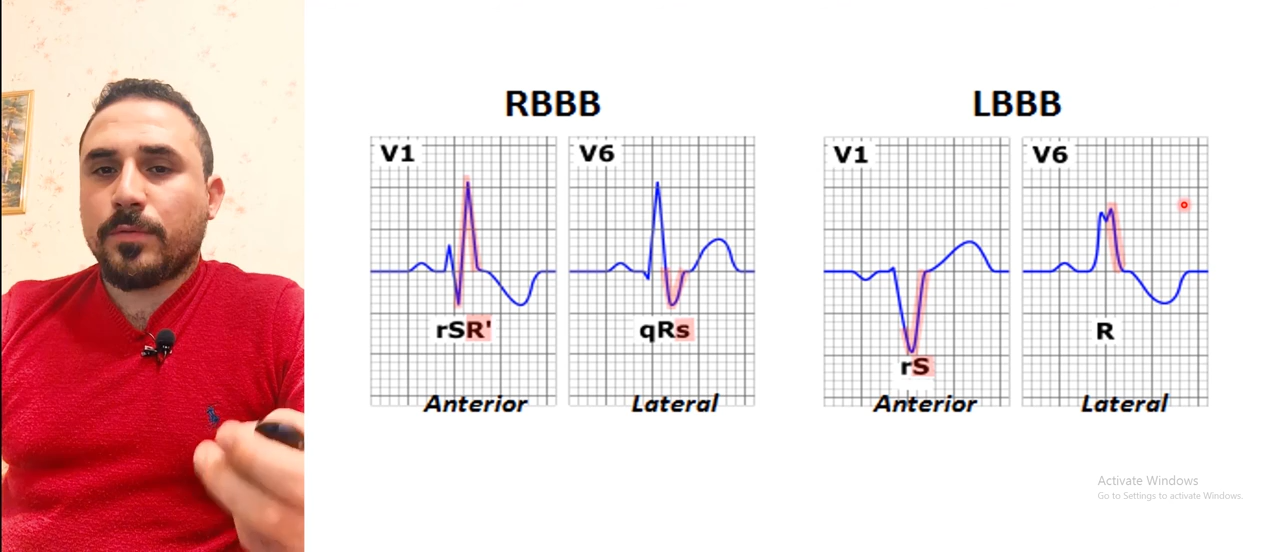 RBBB
LBBB
V1
V6
V1
V6
rSR'
qRs
rS
R
Anterior
Lateral
Anterior
Lateral
Activate Windows
Go to Settings to activate Windows.